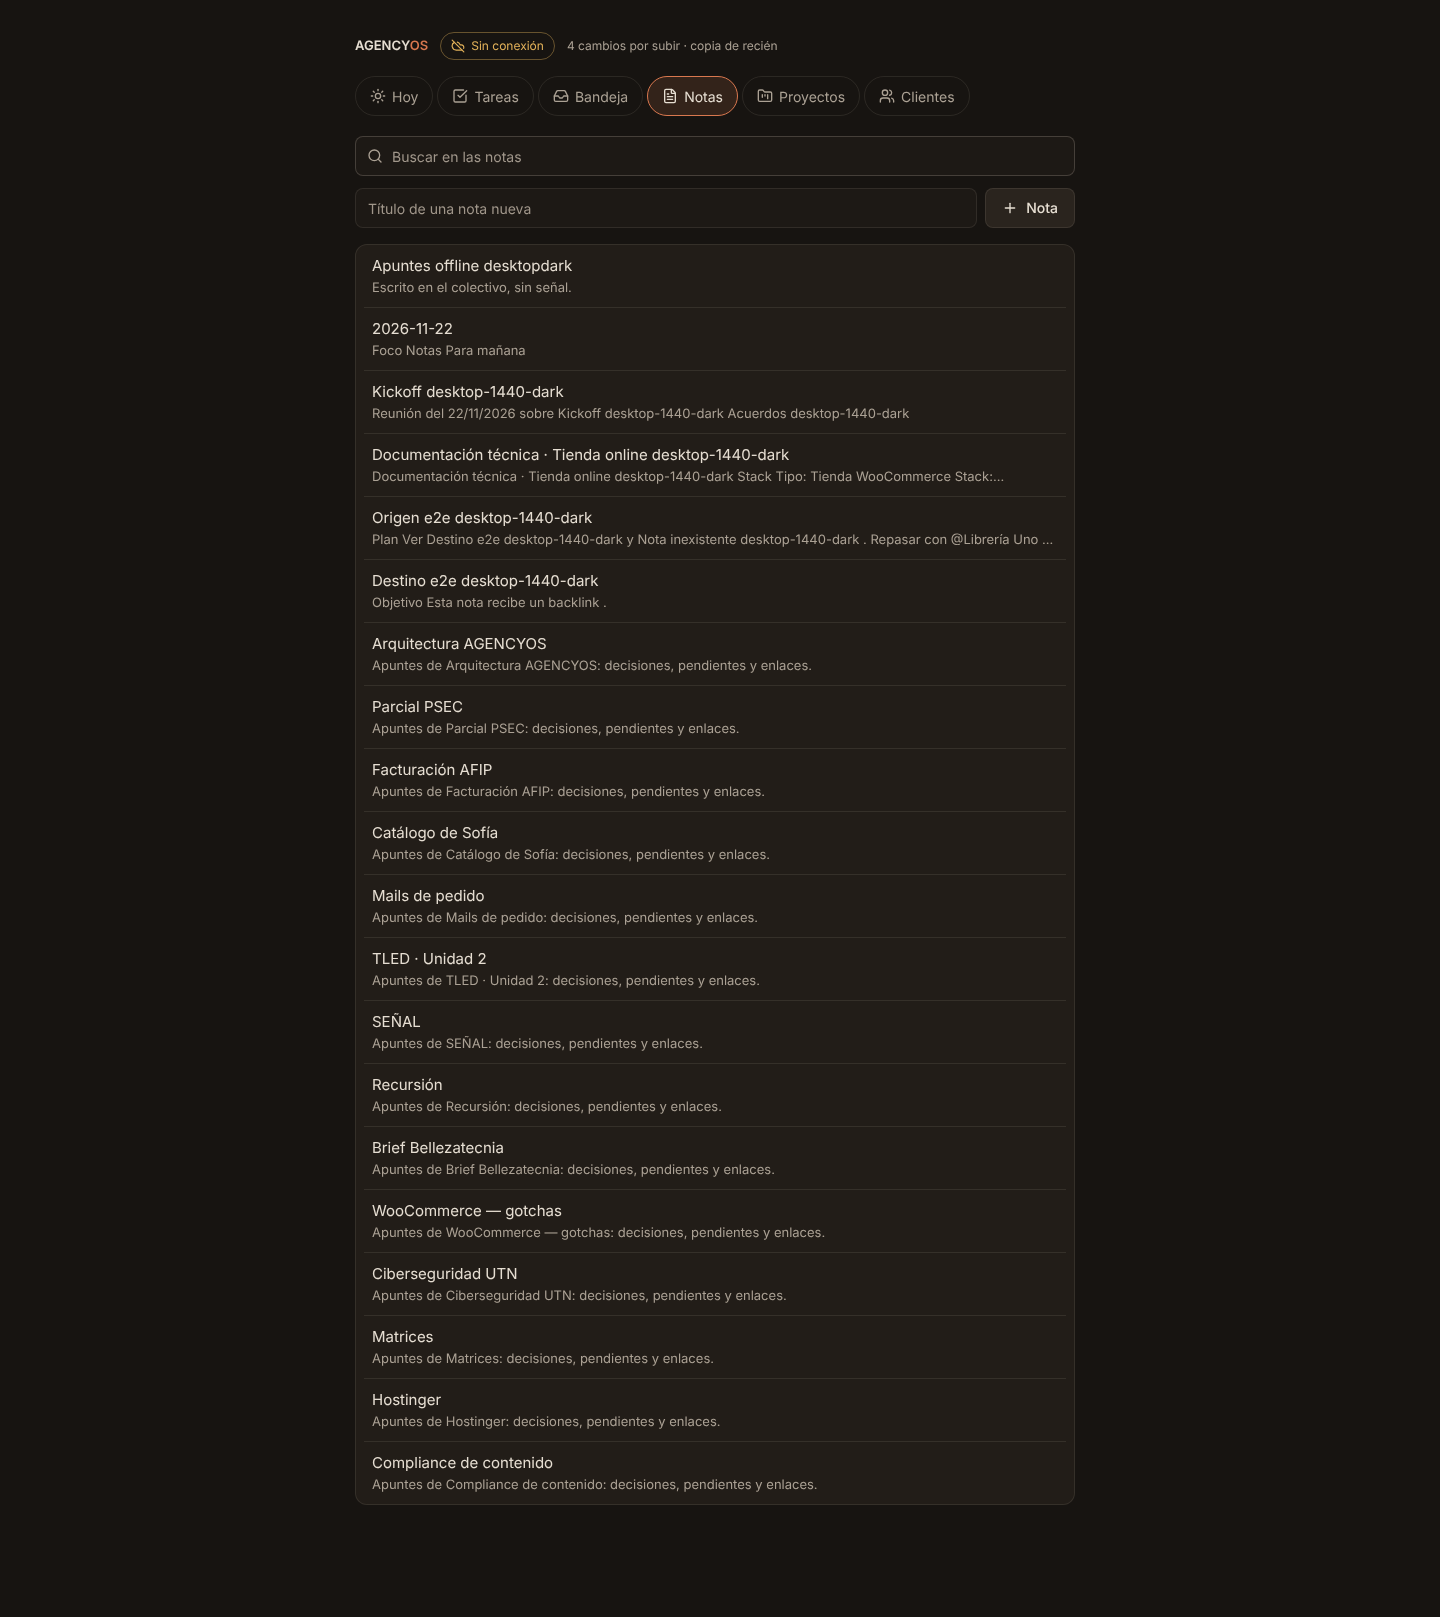 AGENCYOS Sin conexión 4 cambios por subir · copia de recién
Hoy Tareas Bandeja Notas Proyectos Clientes
Buscar en las notas
Título de una nota nueva + Nota
Apuntes offline desktopdark
Escrito en el colectivo, sin señal.
2026-11-22
Foco Notas Para mañana
Kickoff desktop-1440-dark
Reunión del 22/11/2026 sobre Kickoff desktop-1440-dark Acuerdos desktop-1440-dark
Documentación técnica · Tienda online desktop-1440-dark
Documentación técnica · Tienda online desktop-1440-dark Stack Tipo: Tienda WooCommerce Stack:...
Origen e2e desktop-1440-dark
Plan Ver Destino e2e desktop-1440-dark y Nota inexistente desktop-1440-dark . Repasar con @Librería Uno ...
Destino e2e desktop-1440-dark
Objetivo Esta nota recibe un backlink .
Arquitectura AGENCYOS
Apuntes de Arquitectura AGENCYOS: decisiones, pendientes y enlaces.
Parcial PSEC
Apuntes de Parcial PSEC: decisiones, pendientes y enlaces.
Facturación AFIP
Apuntes de Facturación AFIP: decisiones, pendientes y enlaces.
Catálogo de Sofía
Apuntes de Catálogo de Sofía: decisiones, pendientes y enlaces.
Mails de pedido
Apuntes de Mails de pedido: decisiones, pendientes y enlaces.
TLED · Unidad 2
Apuntes de TLED · Unidad 2: decisiones, pendientes y enlaces.
SEÑAL
Apuntes de SEÑAL: decisiones, pendientes y enlaces.
Recursión
Apuntes de Recursión: decisiones, pendientes y enlaces.
Brief Bellezatecnia
Apuntes de Brief Bellezatecnia: decisiones, pendientes y enlaces.
WooCommerce — gotchas
Apuntes de WooCommerce — gotchas: decisiones, pendientes y enlaces.
Ciberseguridad UTN
Apuntes de Ciberseguridad UTN: decisiones, pendientes y enlaces.
Matrices
Apuntes de Matrices: decisiones, pendientes y enlaces.
Hostinger
Apuntes de Hostinger: decisiones, pendientes y enlaces.
Compliance de contenido
Apuntes de Compliance de contenido: decisiones, pendientes y enlaces.